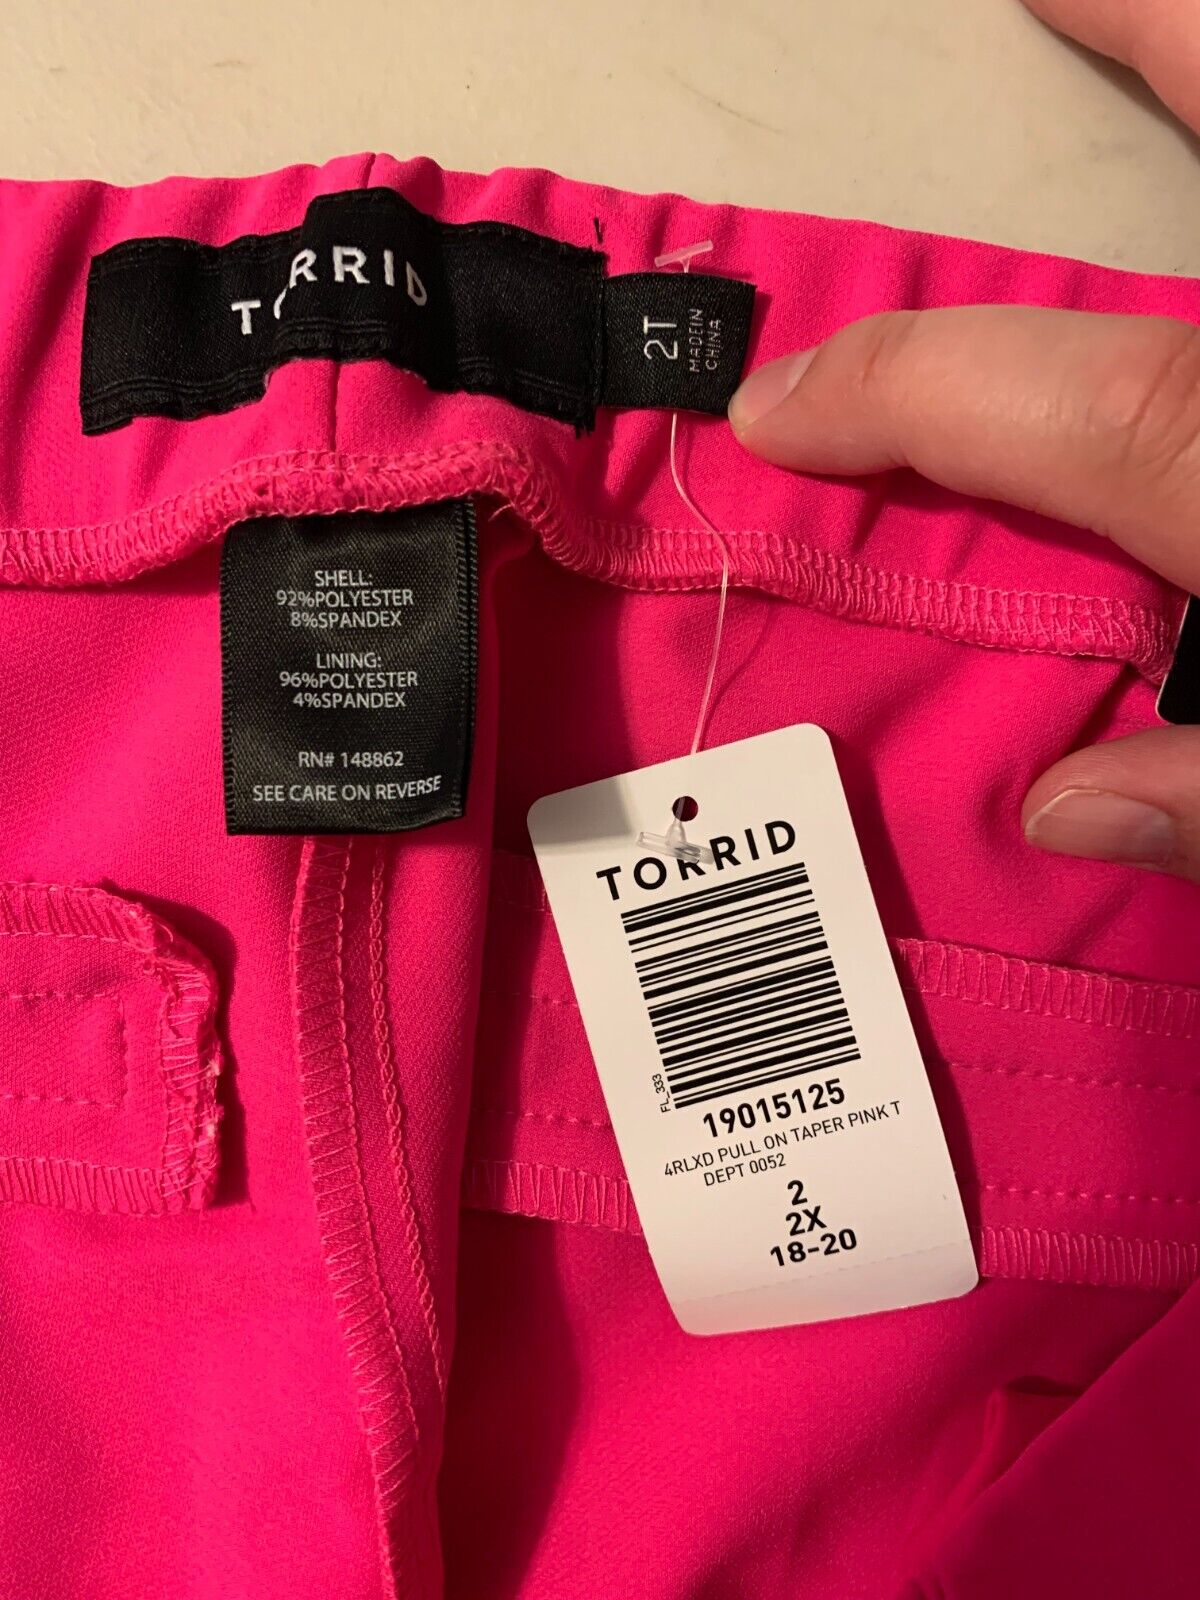 TORRID
2T
MADE IN
CHINA
SHELL:
92%POLYESTER
8%SPANDEX
LINING:
96%POLYESTER
4%SPANDEX
RN# 148862
SEE CARE ON REVERSE
TORRID
FL_333
19015125
4RLXD PULL ON TAPER PINK T
DEPT 0052
2
2X
18-20